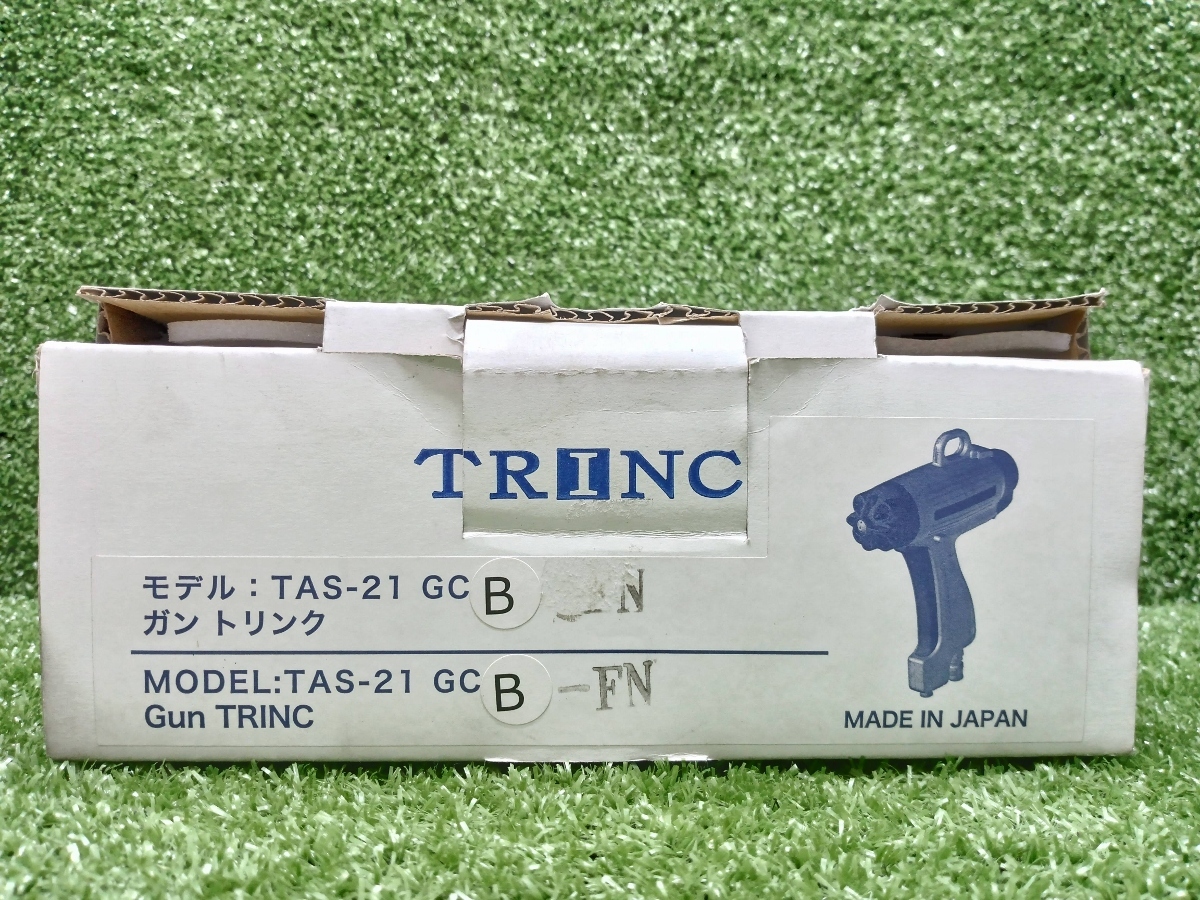 TRINC
モデル：TAS-21 GC B N
ガン トリンク
MODEL:TAS-21 GC B -FN
Gun TRINC
MADE IN JAPAN